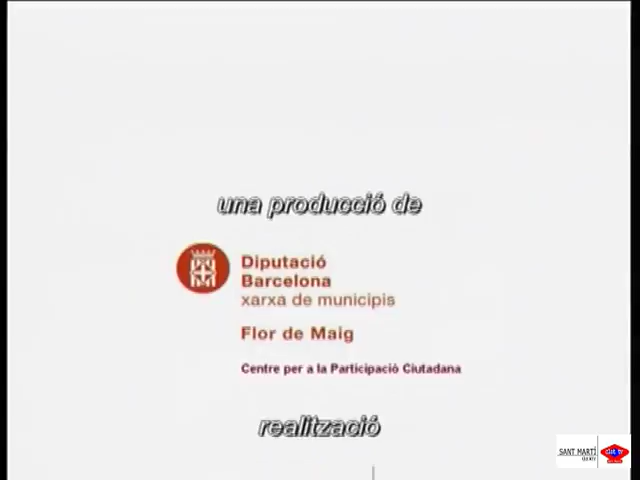 una producció de
Diputació
Barcelona
xarxa de municipis
Flor de Maig
Centre per a la Participació Ciutadana
realització
SANT MARTÍ